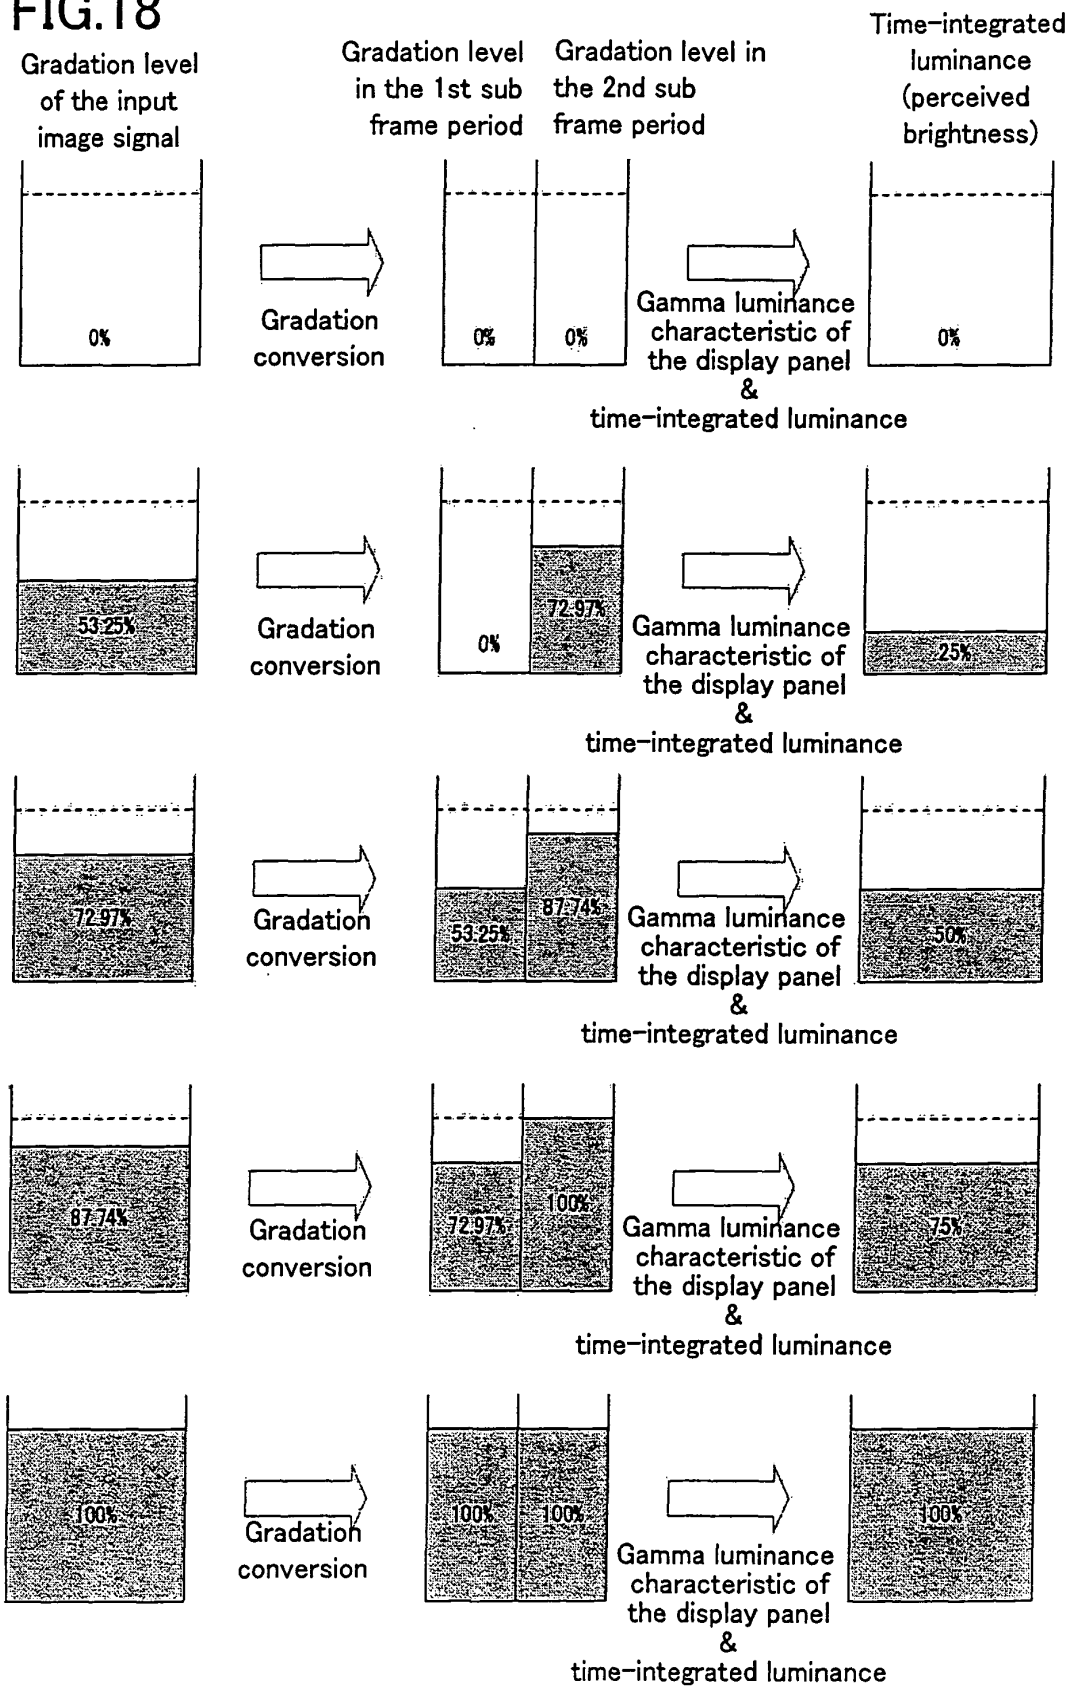 FIG.18
Gradation level
of the input
image signal
Gradation level
in the 1st sub
frame period
Gradation level in
the 2nd sub
frame period
Time-integrated
luminance
(perceived
brightness)
0%
Gradation
conversion
0%
0%
Gamma luminance
characteristic of
the display panel
&
time-integrated luminance
0%
53.25%
Gradation
conversion
0%
72.97%
Gamma luminance
characteristic of
the display panel
&
time-integrated luminance
25%
72.97%
Gradation
conversion
53.25%
87.74%
Gamma luminance
characteristic of
the display panel
&
time-integrated luminance
50%
87.74%
Gradation
conversion
72.97%
100%
Gamma luminance
characteristic of
the display panel
&
time-integrated luminance
75%
100%
Gradation
conversion
100%
100%
Gamma luminance
characteristic of
the display panel
&
time-integrated luminance
100%